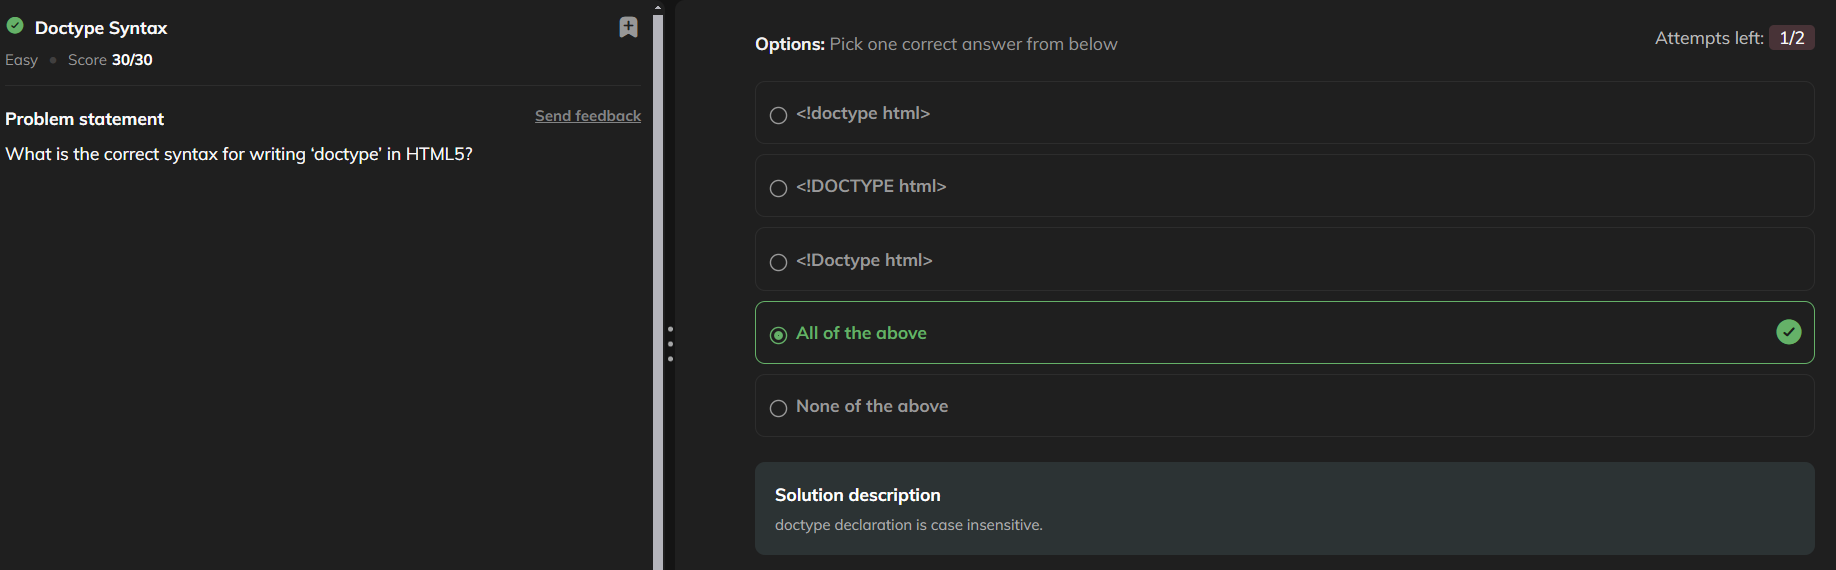 Doctype Syntax
Easy • Score 30/30
Problem statement
Send feedback
What is the correct syntax for writing ‘doctype’ in HTML5?
Options: Pick one correct answer from below
Attempts left: 1/2
<!doctype html>
<!DOCTYPE html>
<!Doctype html>
All of the above
None of the above
Solution description
doctype declaration is case insensitive.